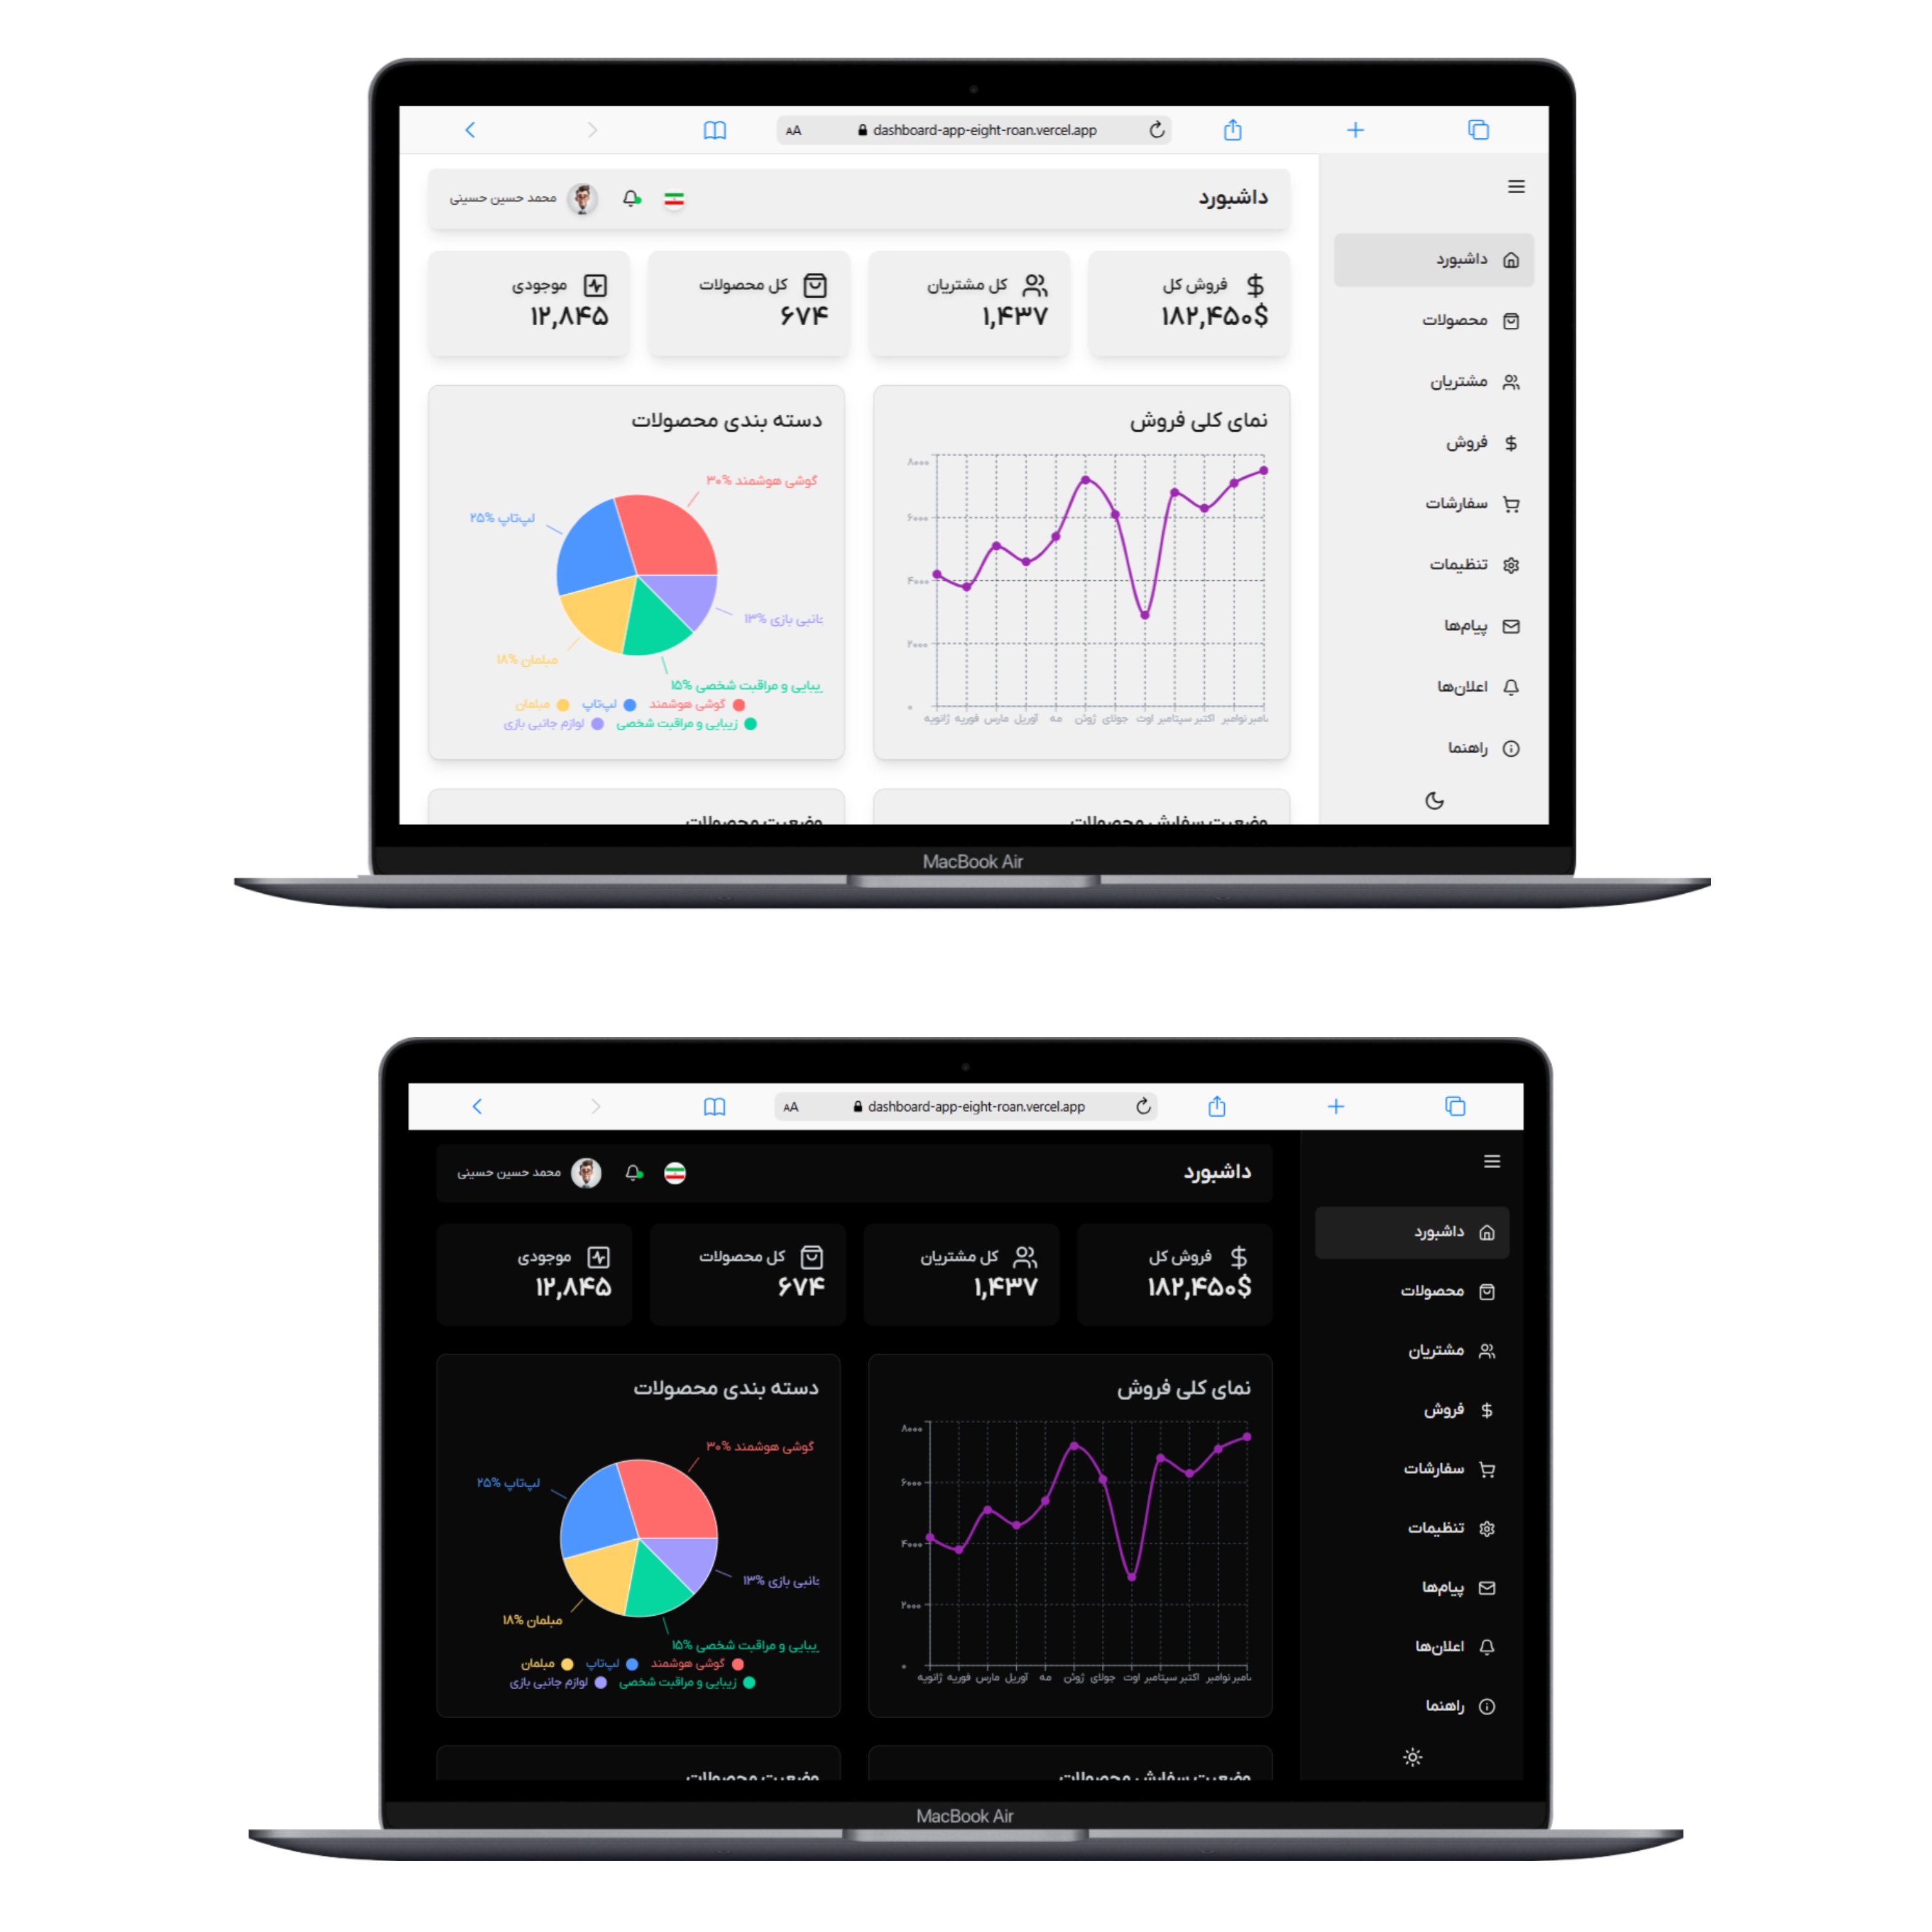 AA dashboard-app-eight-roan.vercel.app
داشبورد
محمد حسین حسینی
فروش کل
۱۸۲,۴۵۰$
کل مشتریان
۱,۴۳۷
کل محصولات
۶۷۴
موجودی
۱۲,۸۴۵
داشبورد
محصولات
مشتریان
فروش
سفارشات
تنظیمات
پیام‌ها
اعلان‌ها
راهنما
نمای کلی فروش
۸۰۰۰
۶۰۰۰
۴۰۰۰
۲۰۰۰
۰
ژانویه فوریه مارس آوریل مه ژوئن جولای اوت سپتامبر اکتبر نوامبر
دسته بندی محصولات
گوشی هوشمند %۳۰
لپ‌تاپ %۲۵
بازی %۱۳
مبلمان %۱۸
و مراقبت شخصی %۱۵
گوشی هوشمند لپ‌تاپ مبلمان
زیبایی و مراقبت شخصی لوازم جانبی بازی
وضعیت سفارش محصولات
وضعیت محصولات
MacBook Air
AA dashboard-app-eight-roan.vercel.app
داشبورد
محمد حسین حسینی
فروش کل
۱۸۲,۴۵۰$
کل مشتریان
۱,۴۳۷
کل محصولات
۶۷۴
موجودی
۱۲,۸۴۵
داشبورد
محصولات
مشتریان
فروش
سفارشات
تنظیمات
پیام‌ها
اعلان‌ها
راهنما
نمای کلی فروش
۸۰۰۰
۶۰۰۰
۴۰۰۰
۲۰۰۰
۰
ژانویه فوریه مارس آوریل مه ژوئن جولای اوت سپتامبر اکتبر نوامبر
دسته بندی محصولات
گوشی هوشمند %۳۰
لپ‌تاپ %۲۵
بازی %۱۳
مبلمان %۱۸
و مراقبت شخصی %۱۵
گوشی هوشمند لپ‌تاپ مبلمان
زیبایی و مراقبت شخصی لوازم جانبی بازی
وضعیت سفارش محصولات
وضعیت محصولات
MacBook Air